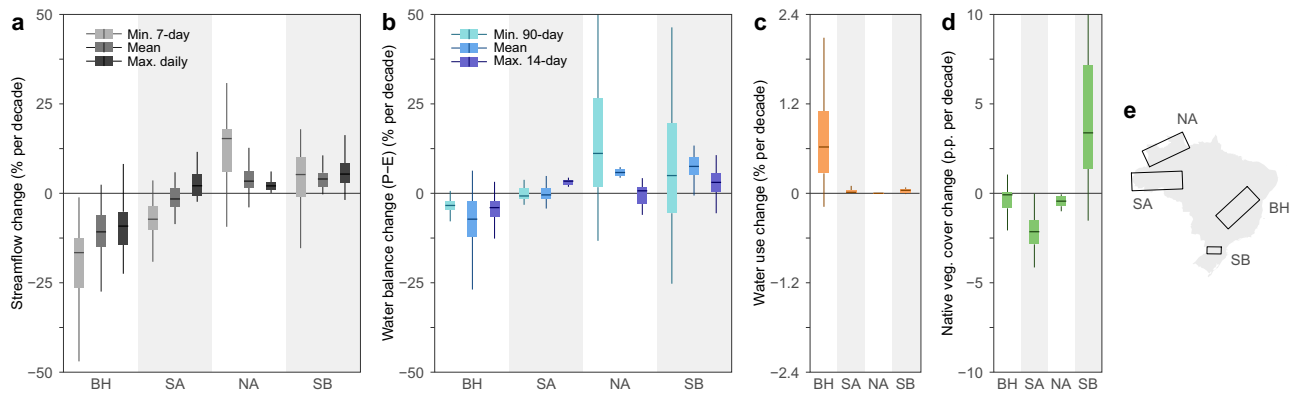 a
Streamflow change (% per decade)
50
25
0
−25
−50
Min. 7-day
Mean
Max. daily
BH
SA
NA
SB
b
Water balance change (P−E) (% per decade)
50
25
0
−25
−50
Min. 90-day
Mean
Max. 14-day
BH
SA
NA
SB
c
Water use change (% per decade)
2.4
1.2
0
−1.2
−2.4
BH
SA
NA
SB
d
Native veg. cover change (p.p. per decade)
10
5
0
−5
−10
BH
SA
NA
SB
e
NA
SA
BH
SB